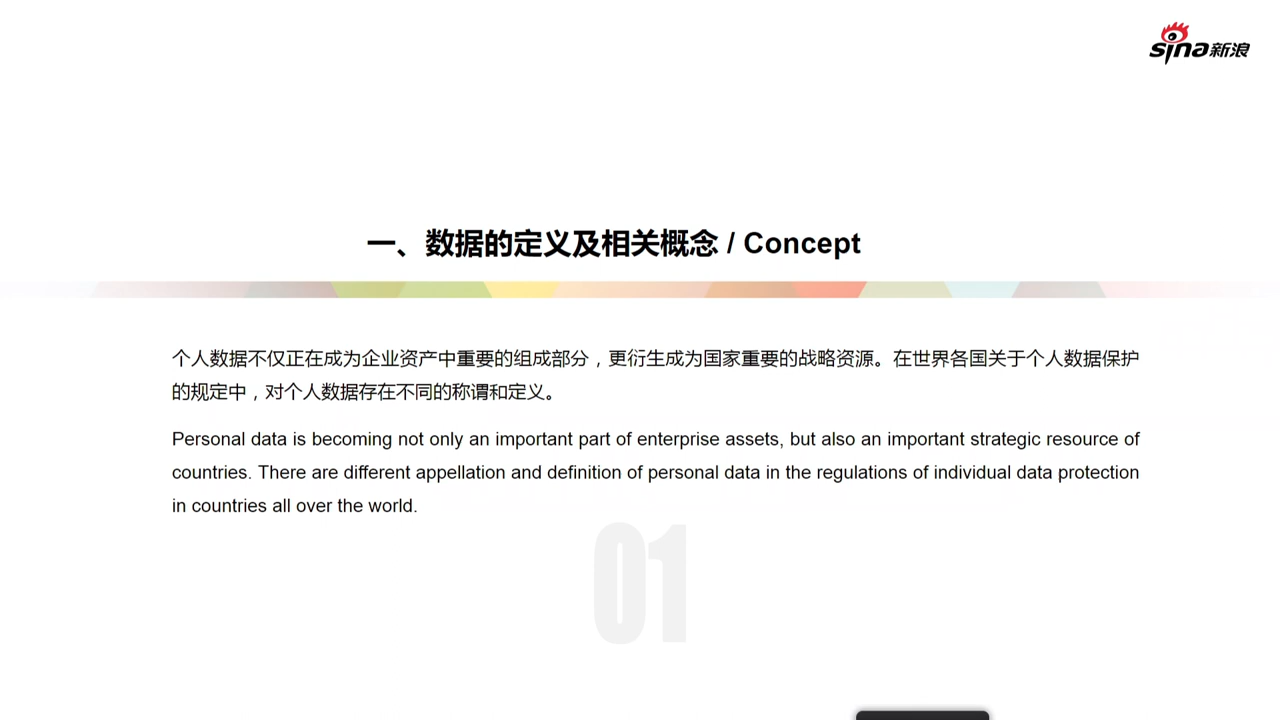 sina新浪
一、数据的定义及相关概念 / Concept
个人数据不仅正在成为企业资产中重要的组成部分，更衍生成为国家重要的战略资源。在世界各国关于个人数据保护
的规定中，对个人数据存在不同的称谓和定义。
Personal data is becoming not only an important part of enterprise assets, but also an important strategic resource of
countries. There are different appellation and definition of personal data in the regulations of individual data protection
in countries all over the world.
01